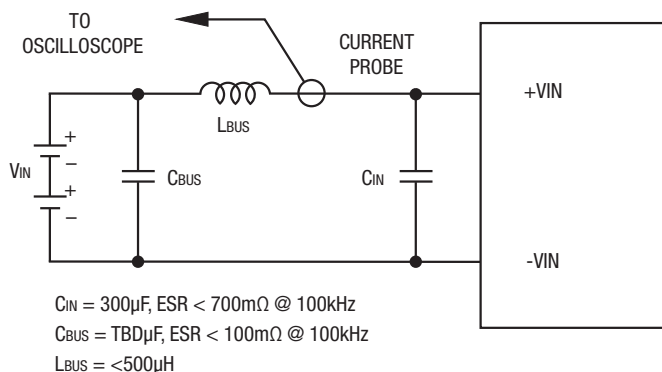 TO
OSCILLOSCOPE
CURRENT
PROBE
+VIN
LBUS
+
−
VIN
+
−
CBUS
CIN
-VIN
CIN = 300µF, ESR < 700mΩ @ 100kHz
CBUS = TBDµF, ESR < 100mΩ @ 100kHz
LBUS = <500µH